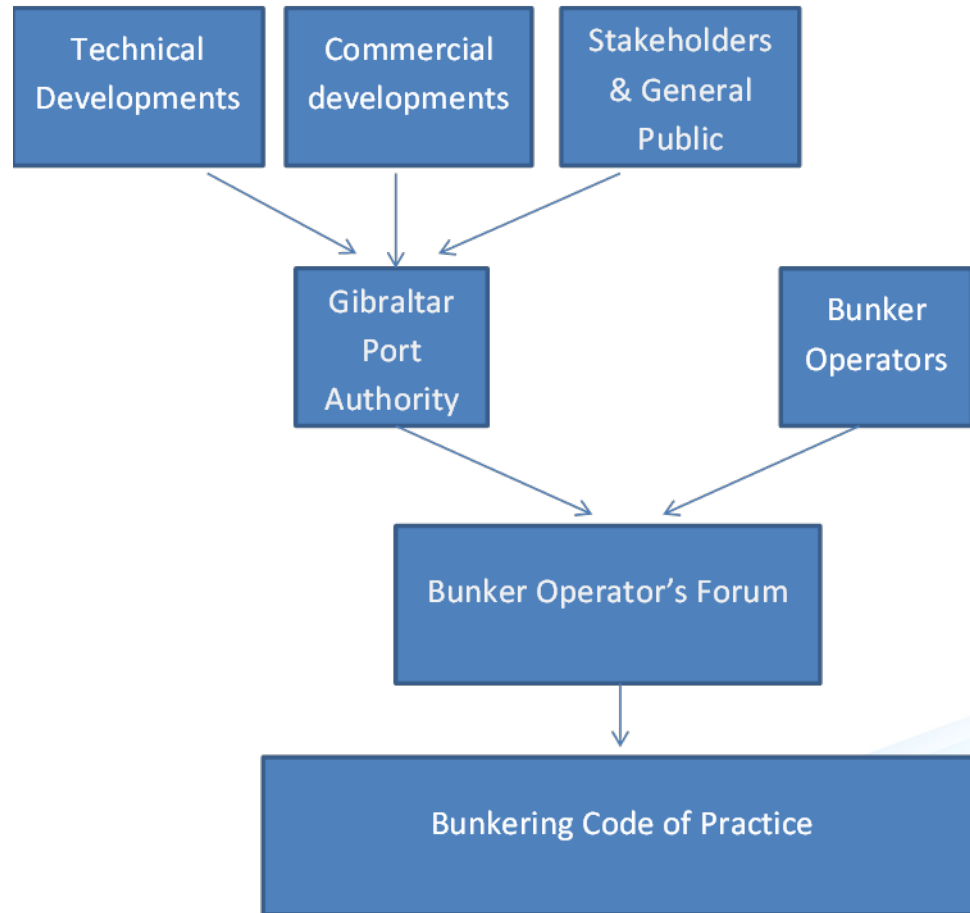 Technical
Developments
Commercial
developments
Stakeholders
& General
Public
Gibraltar
Port
Authority
Bunker
Operators
Bunker Operator’s Forum
Bunkering Code of Practice